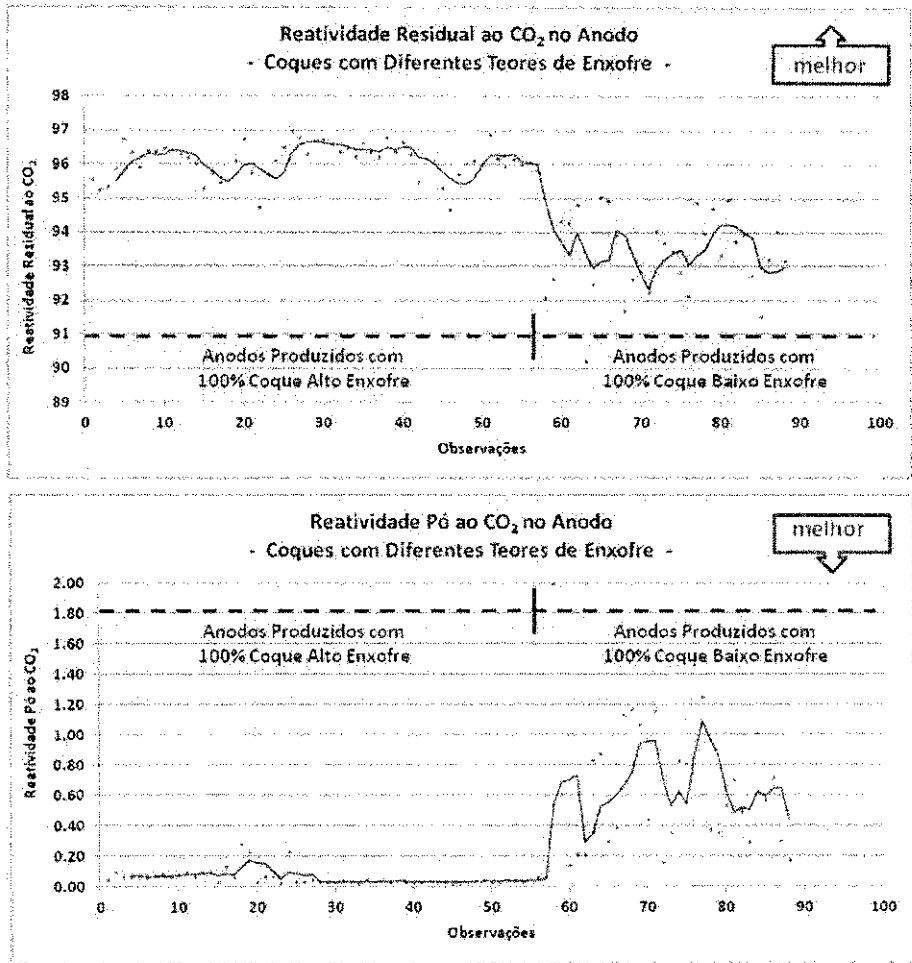 Reatividade Residual ao CO₂ no Anodo
- Coques com Diferentes Teores de Enxofre -
melhor
98
97
96
95
94
93
92
91
90
89
Reatividade Residual ao CO₂
Anodos Produzidos com
100% Coque Alto Enxofre
Anodos Produzidos com
100% Coque Baixo Enxofre
0 10 20 30 40 50 60 70 80 90 100
Observações
Reatividade Pó ao CO₂ no Anodo
- Coques com Diferentes Teores de Enxofre -
melhor
2.00
1.80
1.60
1.40
1.20
1.00
0.80
0.60
0.40
0.20
0.00
Reatividade Pó ao CO₂
Anodos Produzidos com
100% Coque Alto Enxofre
Anodos Produzidos com
100% Coque Baixo Enxofre
0 10 20 30 40 50 60 70 80 90 100
Observações